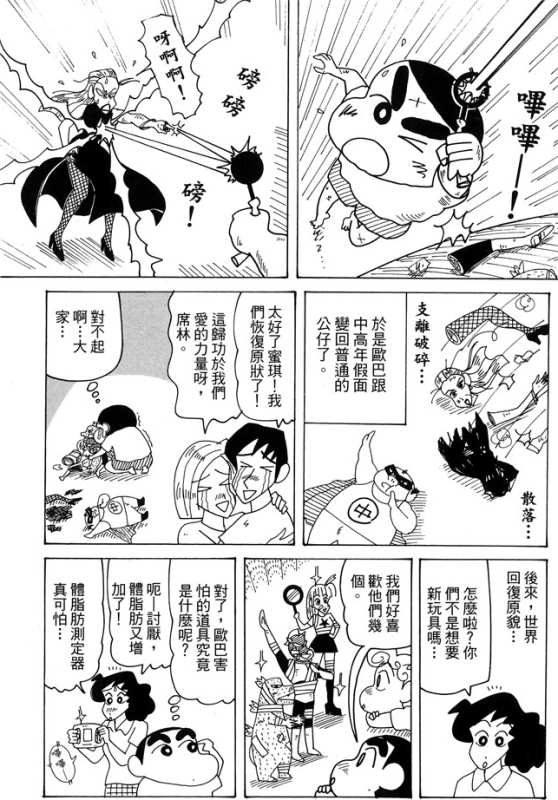 嗶嗶—！
呀啊啊！
磅
磅
磅！
支離破碎…
散落…
於是歐巴跟
中高年假面
變回普通的
公仔了。
中
太好了蜜琪！我
們恢復原狀了！
這歸功於我們
愛的力量呀，
席林。
對不起
啊…大
家…
後來，世界
回復原貌…
怎麼啦？你
們不是想要
新玩具嗎…
我們好喜
歡他們幾
個。
對了，歐巴害
怕的道具究竟
是什麼呢？
呃—討厭，
體脂肪又增
加了！
體脂肪測定器
真可怕…